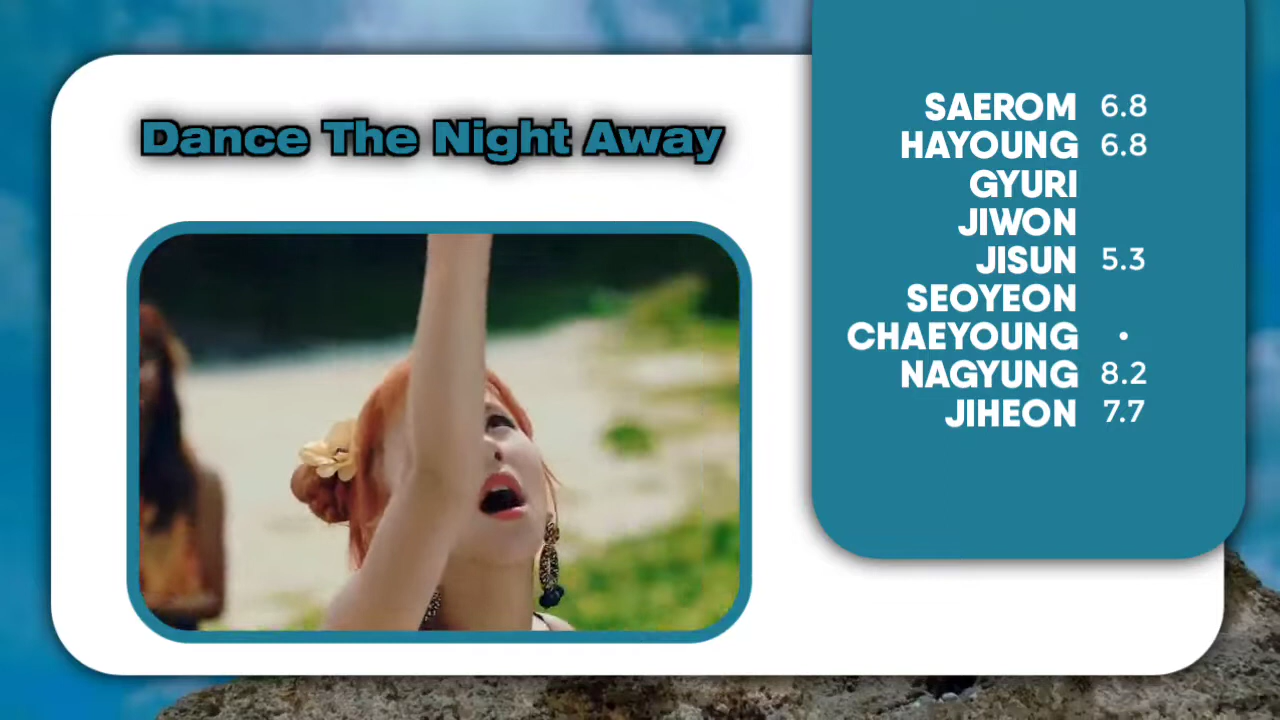 Dance The Night Away
SAEROM 6.8
HAYOUNG 6.8
GYURI
JIWON
JISUN 5.3
SEOYEON
CHAEYOUNG .
NAGYUNG 8.2
JIHEON 7.7